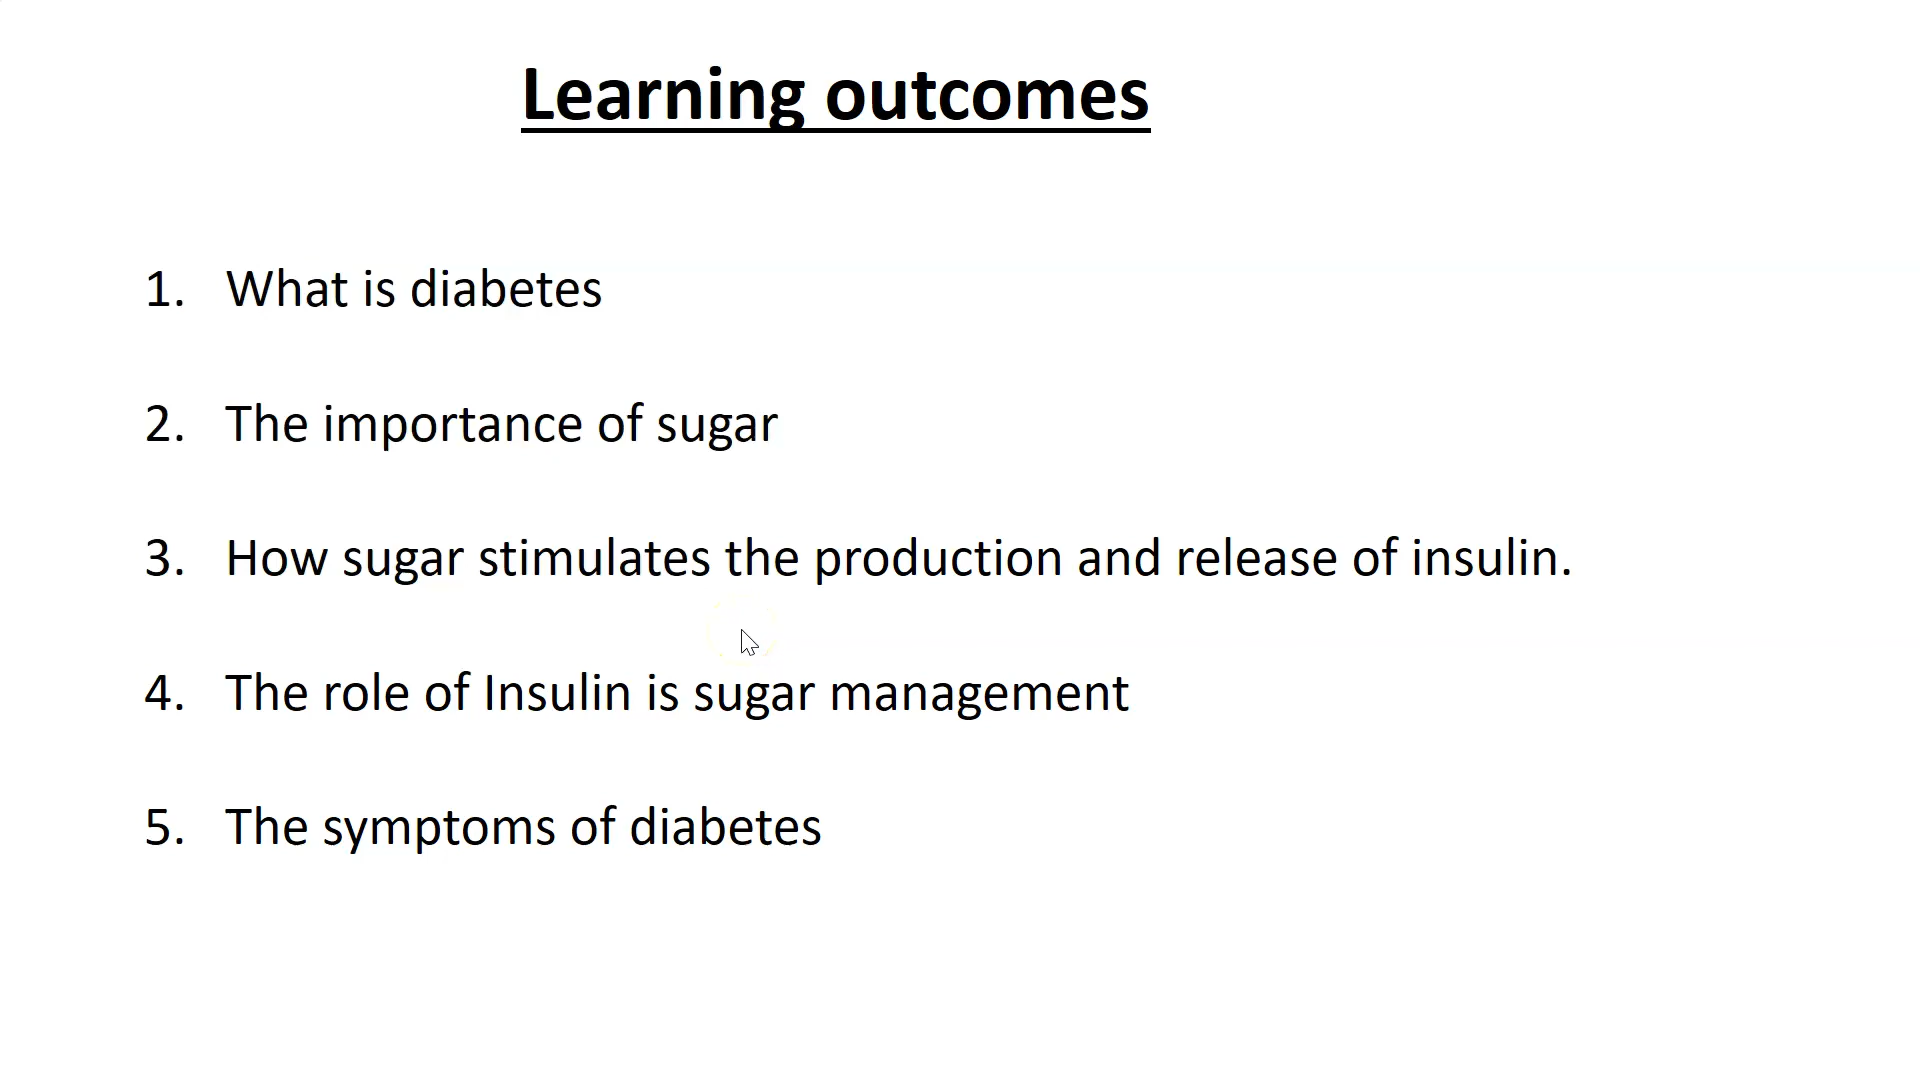 Learning outcomes
1. What is diabetes
2. The importance of sugar
3. How sugar stimulates the production and release of insulin.
4. The role of Insulin is sugar management
5. The symptoms of diabetes